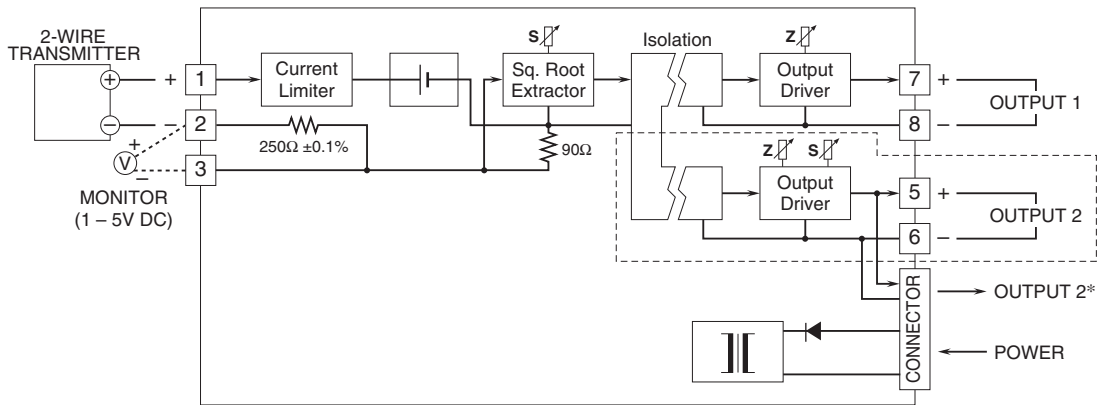 2-WIRE
TRANSMITTER
+
−
+
−
1
2
3
V
+
−
MONITOR
(1 – 5V DC)
Current
Limiter
250Ω ±0.1%
S
Sq. Root
Extractor
90Ω
Isolation
Z
Output
Driver
7
+
8
−
OUTPUT 1
Z
S
Output
Driver
5
+
6
−
OUTPUT 2
CONNECTOR
OUTPUT 2*
POWER